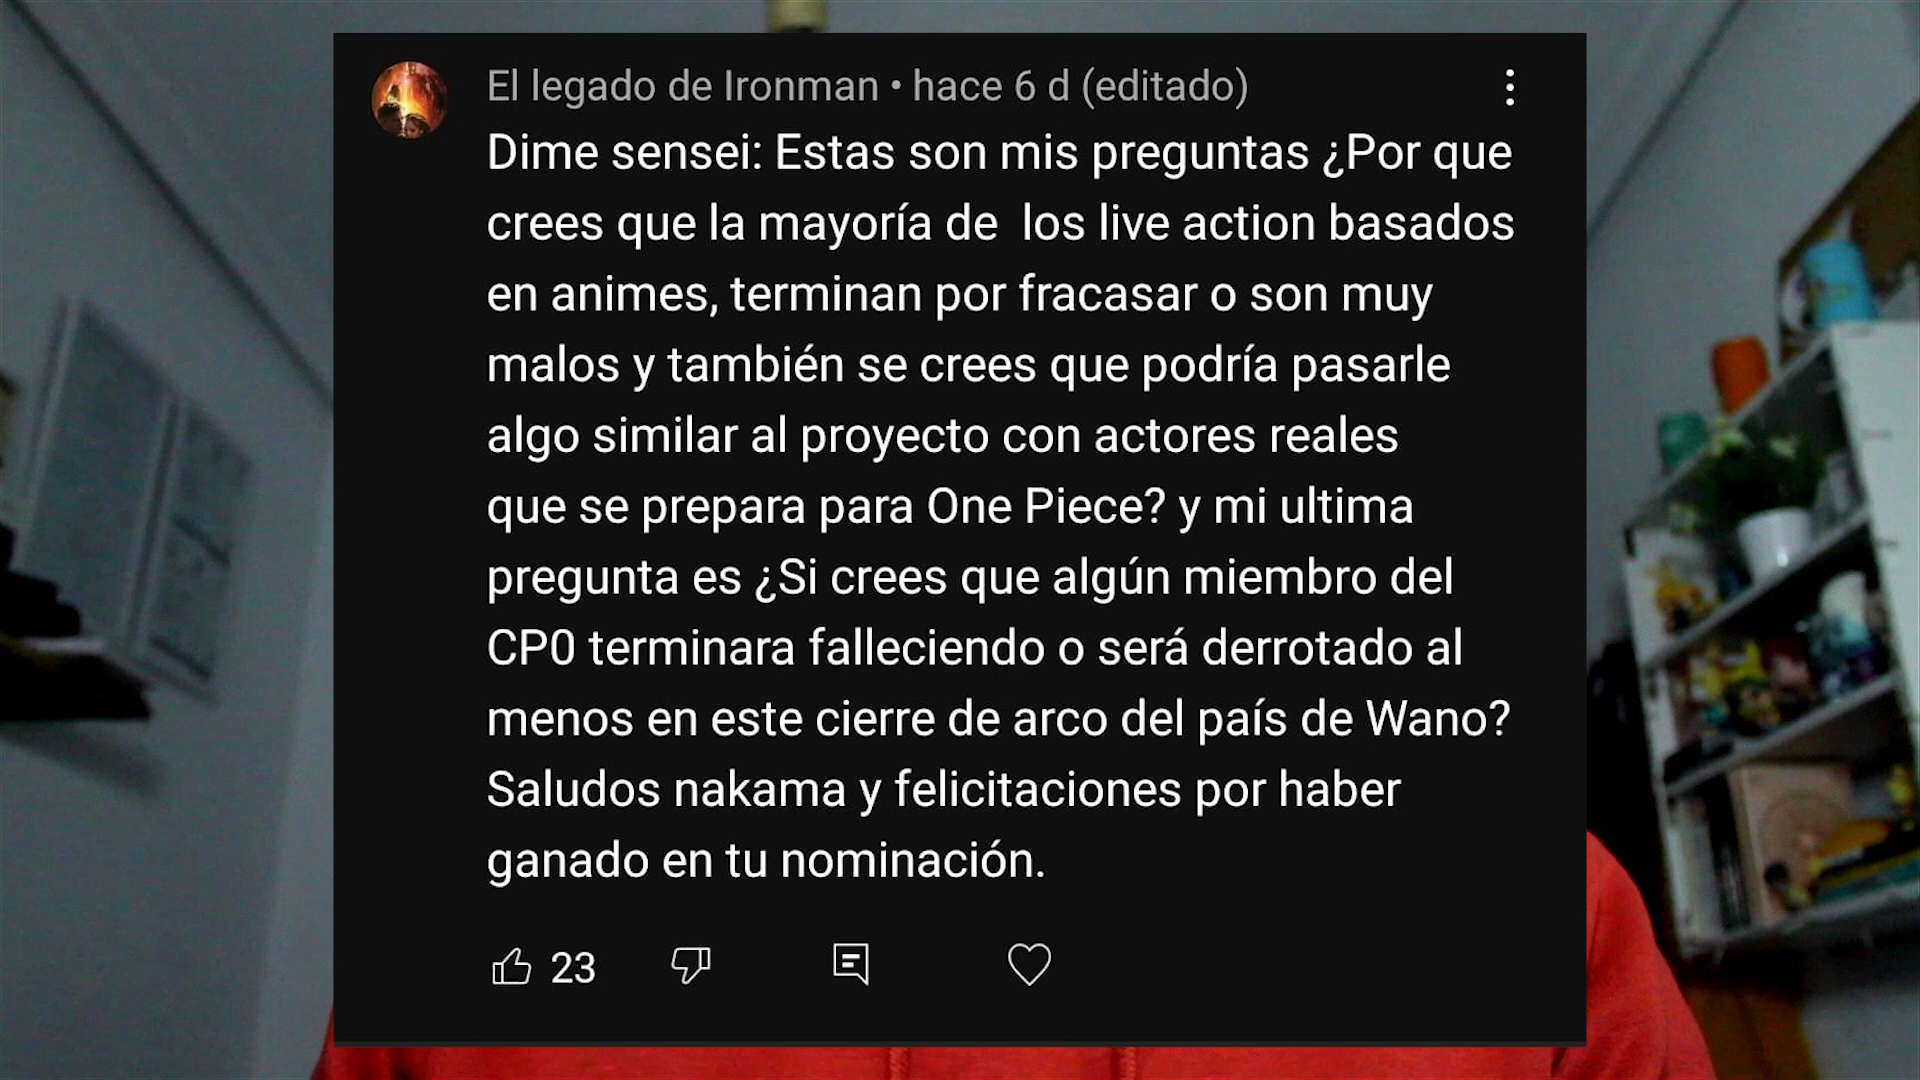 El legado de Ironman • hace 6 d (editado)
Dime sensei: Estas son mis preguntas ¿Por que
crees que la mayoría de  los live action basados
en animes, terminan por fracasar o son muy
malos y también se crees que podría pasarle
algo similar al proyecto con actores reales
que se prepara para One Piece? y mi ultima
pregunta es ¿Si crees que algún miembro del
CP0 terminara falleciendo o será derrotado al
menos en este cierre de arco del país de Wano?
Saludos nakama y felicitaciones por haber
ganado en tu nominación.
23